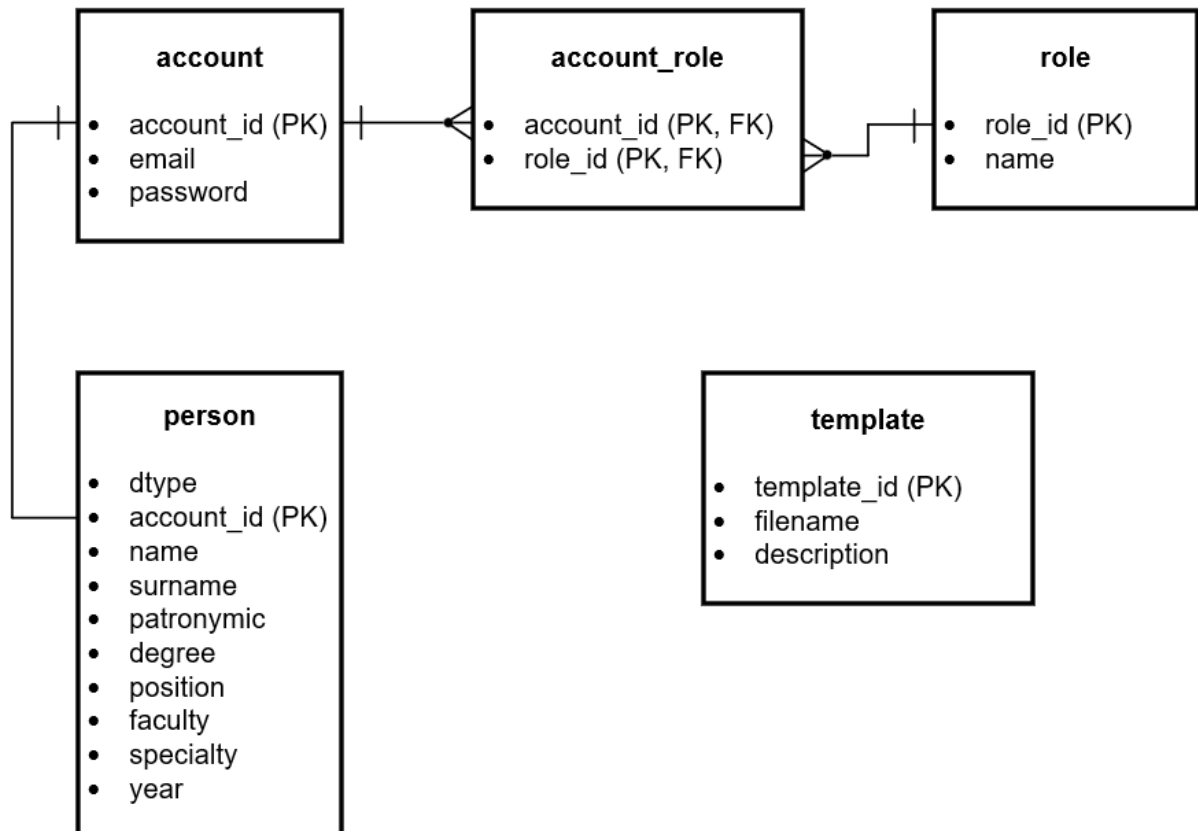 account
• account_id (PK)
• email
• password
account_role
• account_id (PK, FK)
• role_id (PK, FK)
role
• role_id (PK)
• name
person
• dtype
• account_id (PK)
• name
• surname
• patronymic
• degree
• position
• faculty
• specialty
• year
template
• template_id (PK)
• filename
• description